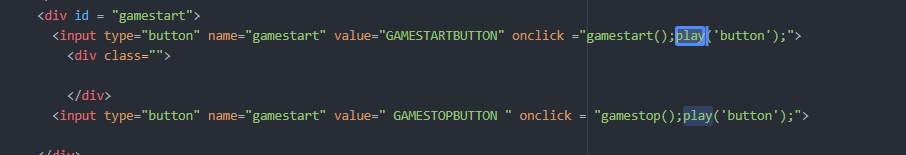 <div id = "gamestart">
<input type="button" name="gamestart" value="GAMESTARTBUTTON" onclick ="gamestart();play('button');">
<div class="">
</div>
<input type="button" name="gamestart" value=" GAMESTOPBUTTON " onclick = "gamestop();play('button');">
</div>